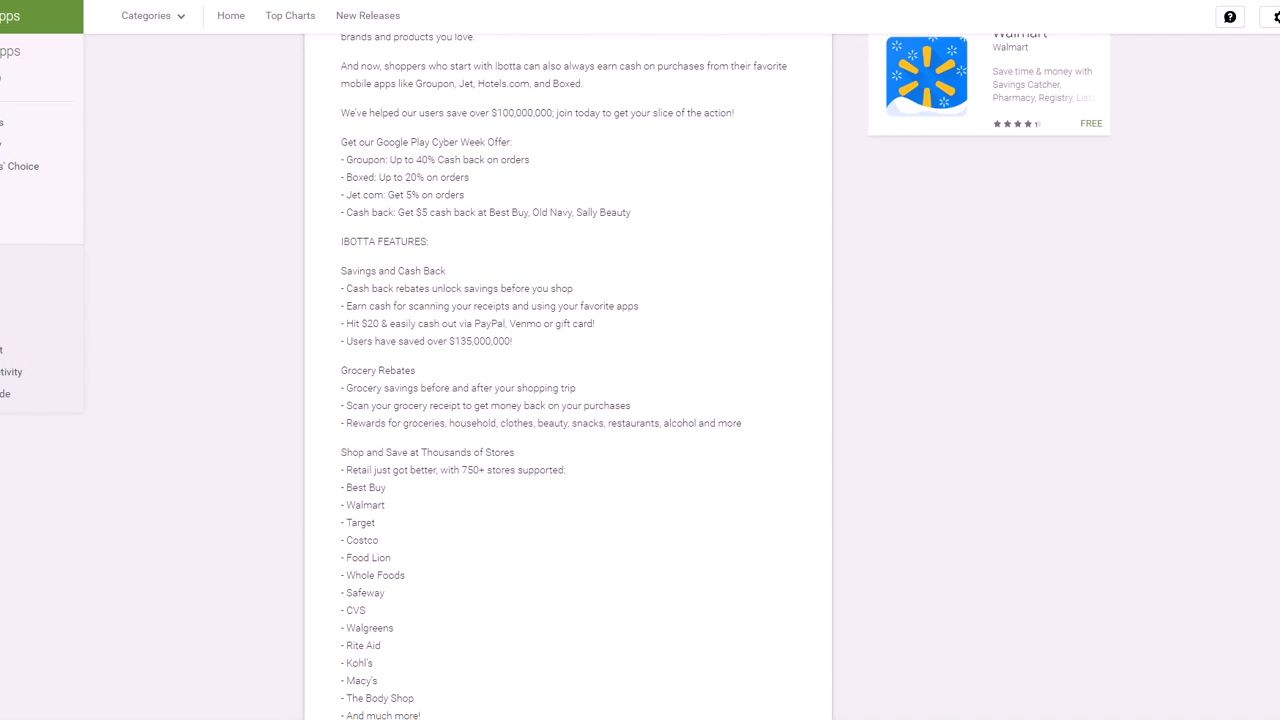 pps
Categories
Home
Top Charts
New Releases
pps
s' Choice
tivity
de
brands and products you love.
And now, shoppers who start with Ibotta can also always earn cash on purchases from their favorite
mobile apps like Groupon, Jet, Hotels.com, and Boxed.
We've helped our users save over $100,000,000; join today to get your slice of the action!
Get our Google Play Cyber Week Offer:
- Groupon: Up to 40% Cash back on orders
- Boxed: Up to 20% on orders
- Jet.com: Get 5% on orders
- Cash back: Get $5 cash back at Best Buy, Old Navy, Sally Beauty
IBOTTA FEATURES:
Savings and Cash Back
- Cash back rebates unlock savings before you shop
- Earn cash for scanning your receipts and using your favorite apps
- Hit $20 & easily cash out via PayPal, Venmo or gift card!
- Users have saved over $135,000,000!
Grocery Rebates
- Grocery savings before and after your shopping trip
- Scan your grocery receipt to get money back on your purchases
- Rewards for groceries, household, clothes, beauty, snacks, restaurants, alcohol and more
Shop and Save at Thousands of Stores
- Retail just got better, with 750+ stores supported:
- Best Buy
- Walmart
- Target
- Costco
- Food Lion
- Whole Foods
- Safeway
- CVS
- Walgreens
- Rite Aid
- Kohl's
- Macy's
- The Body Shop
- And much more!
Walmart
Walmart
Save time & money with
Savings Catcher,
Pharmacy, Registry, Lists
FREE